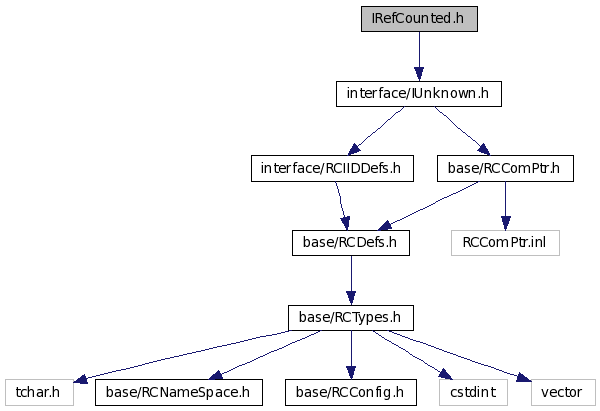 IRefCounted.h
interface/IUnknown.h
interface/RCIIDDefs.h
base/RCComPtr.h
base/RCDefs.h
RCComPtr.inl
base/RCTypes.h
tchar.h
base/RCNameSpace.h
base/RCConfig.h
cstdint
vector